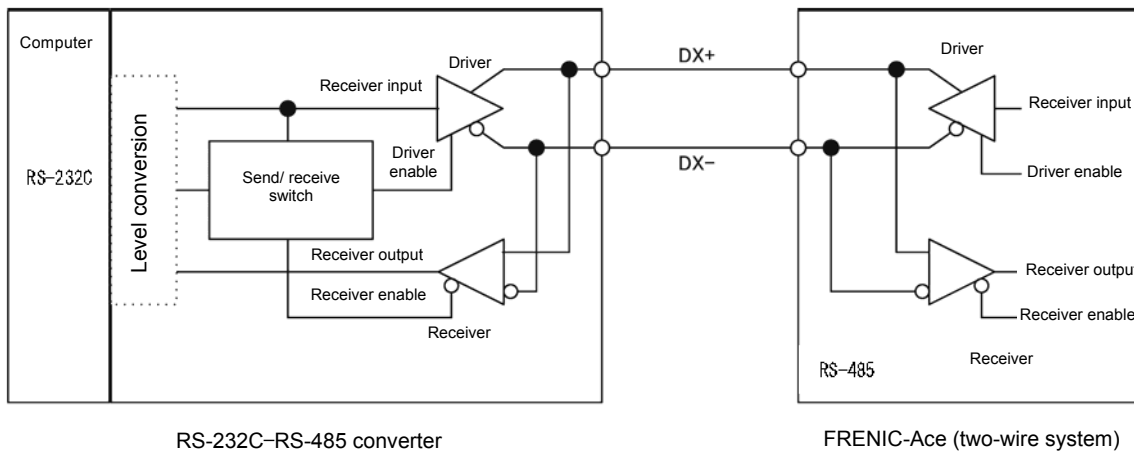 Computer
RS-232C
Level conversion
Receiver input
Driver
Driver
enable
Send/ receive
switch
Receiver output
Receiver enable
Receiver
DX+
DX-
Driver
Receiver input
Driver enable
Receiver output
Receiver enable
Receiver
RS-485
RS-232C-RS-485 converter
FRENIC-Ace (two-wire system)